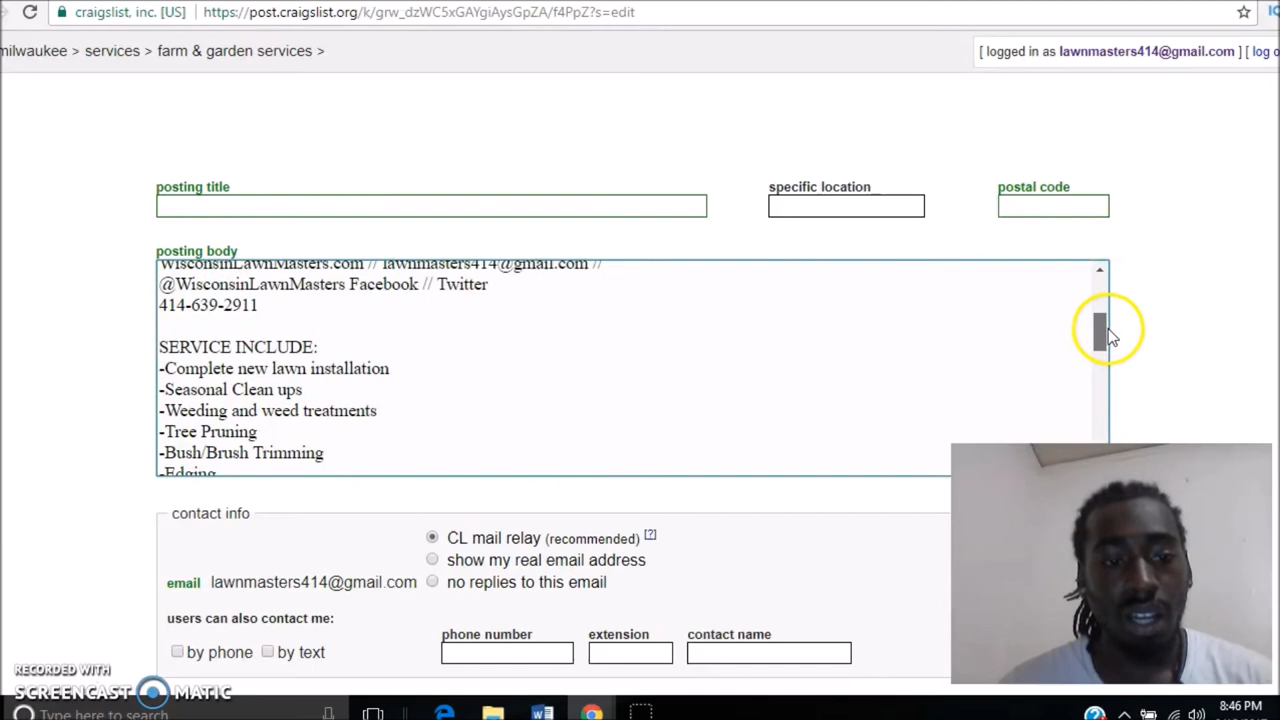 craigslist, inc. [US]
https://post.craigslist.org/k/grw_dzWC5xGAYgiAysGpZA/f4PpZ?s=edit
milwaukee > services > farm & garden services >
[ logged in as lawnmasters414@gmail.com ] [ log o
posting title
specific location
postal code
posting body
WisconsinLawnMasters.com // lawnmasters414@gmail.com //
@WisconsinLawnMasters Facebook // Twitter
414-639-2911
SERVICE INCLUDE:
-Complete new lawn installation
-Seasonal Clean ups
-Weeding and weed treatments
-Tree Pruning
-Bush/Brush Trimming
-Edging
contact info
CL mail relay (recommended) [?]
show my real email address
email lawnmasters414@gmail.com
no replies to this email
users can also contact me:
by phone
by text
phone number
extension
contact name
RECORDED WITH
SCREENCAST MATIC
Type here to search
8:46 PM